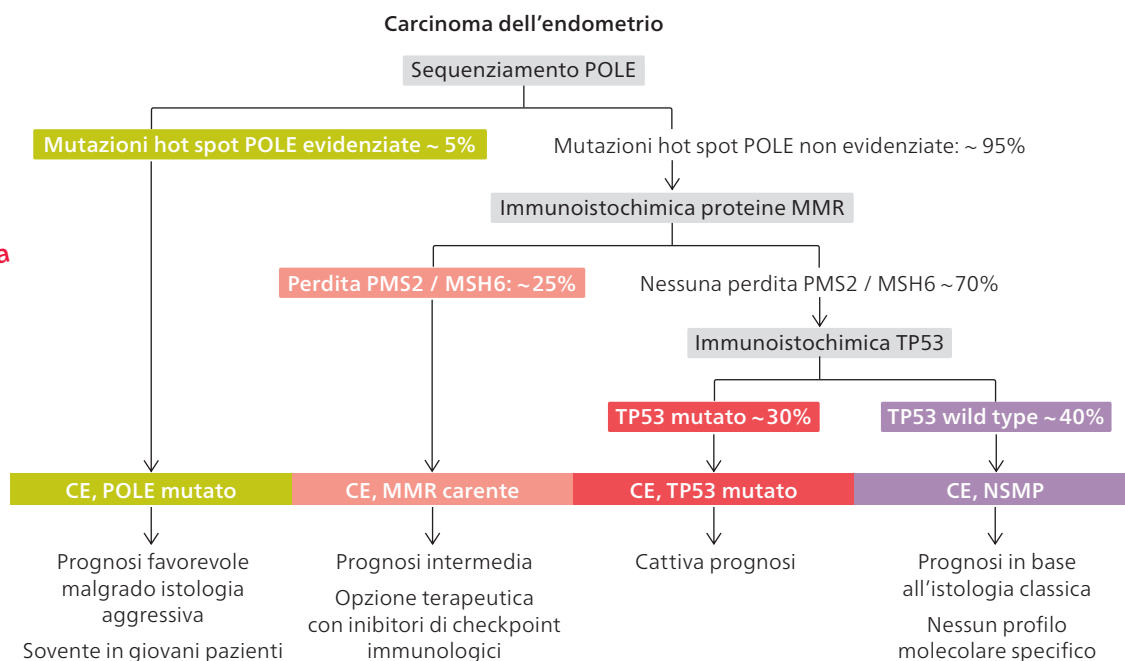 Carcinoma dell'endometrio
Sequenziamento POLE
Mutazioni hot spot POLE evidenziate ~ 5%
Mutazioni hot spot POLE non evidenziate: ~ 95%
Immunoistochimica proteine MMR
a
Perdita PMS2 / MSH6: ~25%
Nessuna perdita PMS2 / MSH6 ~70%
Immunoistochimica TP53
TP53 mutato ~30%
TP53 wild type ~40%
CE, POLE mutato
CE, MMR carente
CE, TP53 mutato
CE, NSMP
Prognosi favorevole
malgrado istologia
aggressiva
Sovente in giovani pazienti
Prognosi intermedia
Opzione terapeutica
con inibitori di checkpoint
immunologici
Cattiva prognosi
Prognosi in base
all'istologia classica
Nessun profilo
molecolare specifico